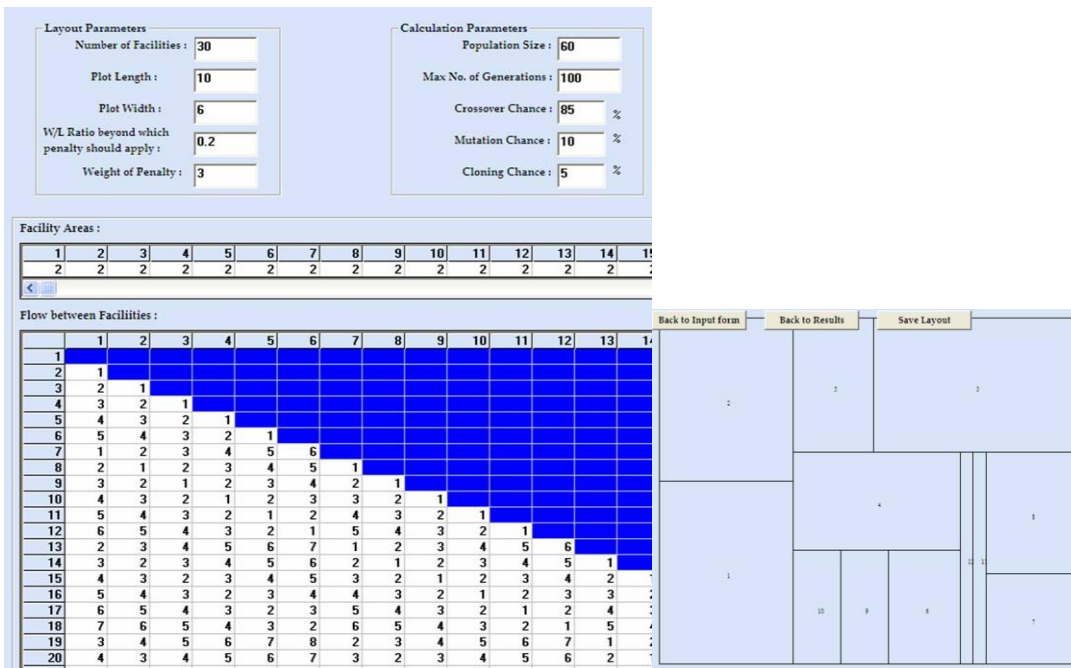 Layout Parameters
Number of Facilities : 30
Plot Length : 10
Plot Width : 6
W/L Ratio beyond which
penalty should apply : 0.2
Weight of Penalty : 3
Calculation Parameters
Population Size : 60
Max No. of Generations : 100
Crossover Chance : 85 %
Mutation Chance : 10 %
Cloning Chance : 5 %
Facility Areas :
1 2 3 4 5 6 7 8 9 10 11 12 13 14
2 2 2 2 2 2 2 2 2 2 2 2 2 2
Flow between Faciliities :
1 2 3 4 5 6 7 8 9 10 11 12 13
1
2 1
3 2 1
4 3 2 1
5 4 3 2 1
6 5 4 3 2 1
7 1 2 3 4 5 6
8 2 1 2 3 4 5 1
9 3 2 1 2 3 4 2 1
10 4 3 2 1 2 3 3 2 1
11 5 4 3 2 1 2 4 3 2 1
12 6 5 4 3 2 1 5 4 3 2 1
13 2 3 4 5 6 7 1 2 3 4 5 6
14 3 2 3 4 5 6 2 1 2 3 4 5 1
15 4 3 2 3 4 5 3 2 1 2 3 4 2
16 5 4 3 2 3 4 4 3 2 1 2 3 3
17 6 5 4 3 2 3 5 4 3 2 1 2 4
18 7 6 5 4 3 2 6 5 4 3 2 1 5
19 3 4 5 6 7 8 2 3 4 5 6 7 1
20 4 3 4 5 6 7 3 2 3 4 5 6 2
Back to Input form Back to Results Save Layout
2
4
1
10
9
6
7